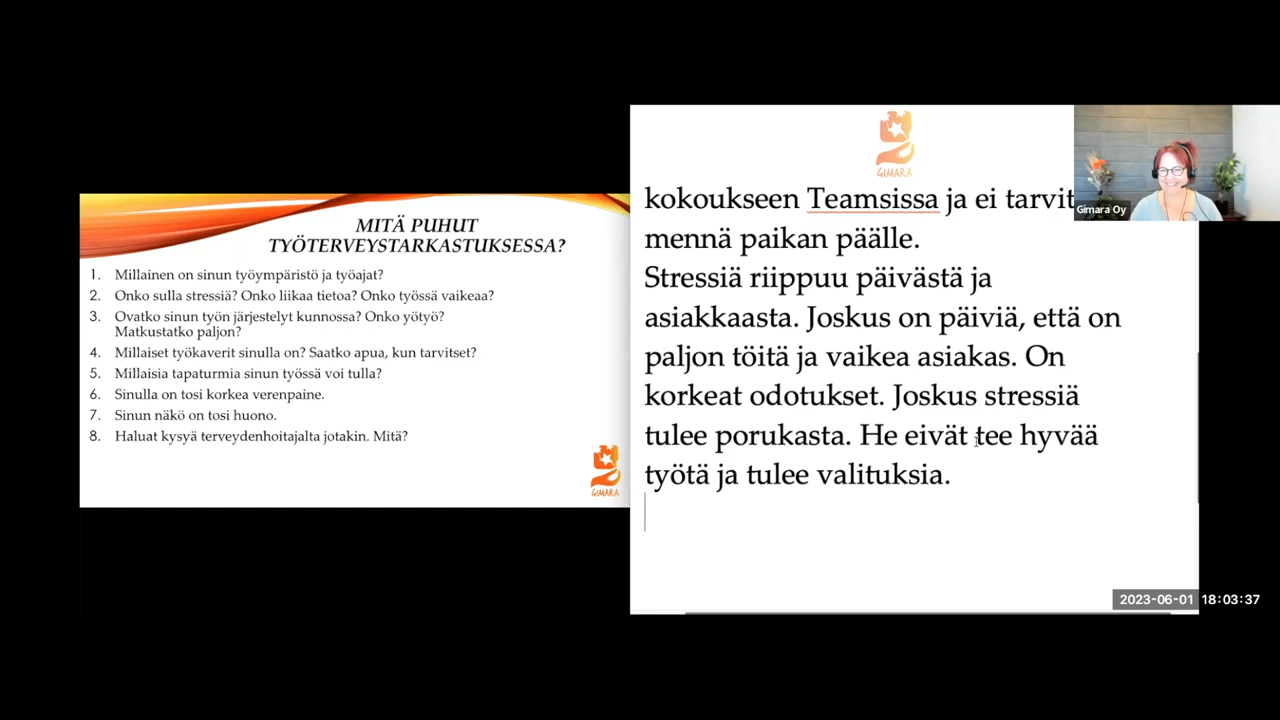 MITÄ PUHUT
TYÖTERVEYSTARKASTUKSESSA?
1. Millainen on sinun työympäristö ja työajat?
2. Onko sulla stressiä? Onko liikaa tietoa? Onko työssä vaikeaa?
3. Ovatko sinun työn järjestelyt kunnossa? Onko yötyö?
Matkustatko paljon?
4. Millaiset työkaverit sinulla on? Saatko apua, kun tarvitset?
5. Millaisia tapaturmia sinun työssä voi tulla?
6. Sinulla on tosi korkea verenpaine.
7. Sinun näkö on tosi huono.
8. Haluat kysyä terveydenhoitajalta jotakin. Mitä?
GIMARA
GIMARA
kokoukseen Teamsissa ja ei tarvit
mennä paikan päälle.
Stressiä riippuu päivästä ja
asiakkaasta. Joskus on päiviä, että on
paljon töitä ja vaikea asiakas. On
korkeat odotukset. Joskus stressiä
tulee porukasta. He eivät tee hyvää
työtä ja tulee valituksia.
Gimara Oy
2023-06-01 18:03:37